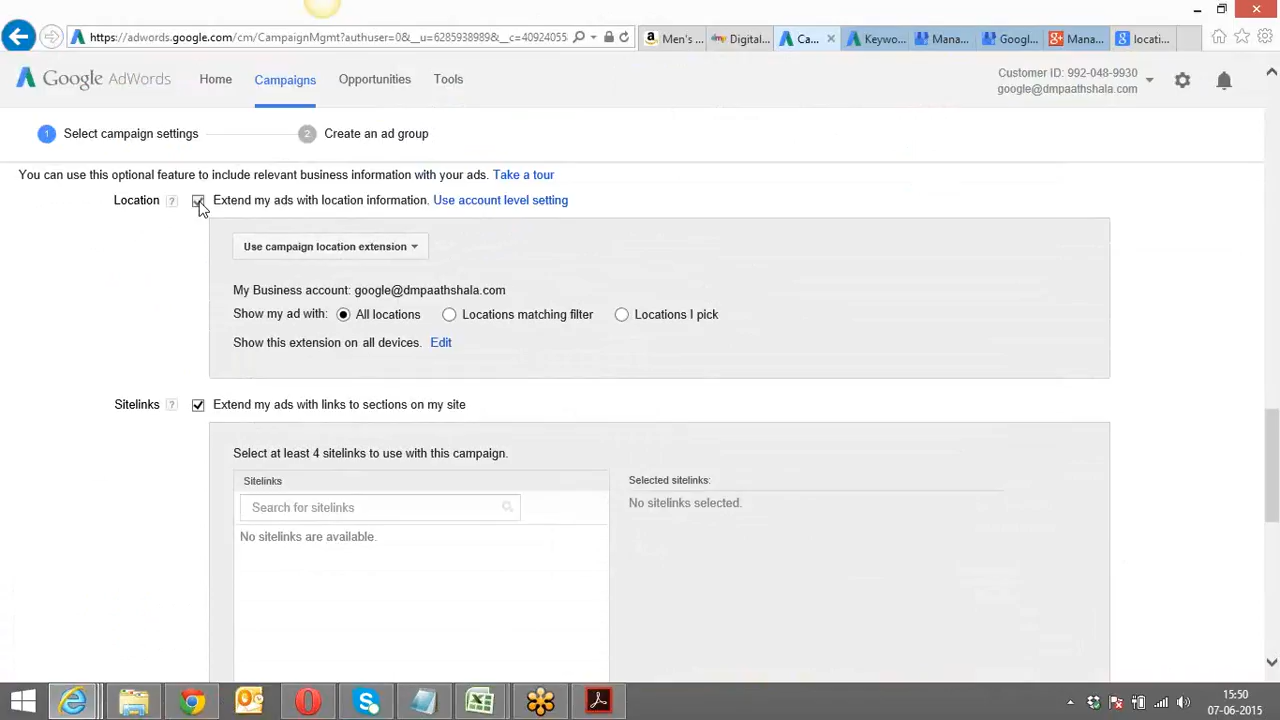 https://adwords.google.com/cm/CampaignMgmt?authuser=0&__u=6285938989&__c=40924055
Men's ...
Digital...
Ca...
Keywo...
Mana...
Googl...
Mana...
locati...
Google AdWords
Home
Campaigns
Opportunities
Tools
Customer ID: 992-048-9930
google@dmpaathshala.com
1 Select campaign settings
2 Create an ad group
You can use this optional feature to include relevant business information with your ads. Take a tour
Location ? Extend my ads with location information. Use account level setting
Use campaign location extension
My Business account: google@dmpaathshala.com
Show my ad with: All locations Locations matching filter Locations I pick
Show this extension on all devices. Edit
Sitelinks ? Extend my ads with links to sections on my site
Select at least 4 sitelinks to use with this campaign.
Sitelinks
Selected sitelinks:
Search for sitelinks
No sitelinks selected.
No sitelinks are available.
15:50
07-06-2015